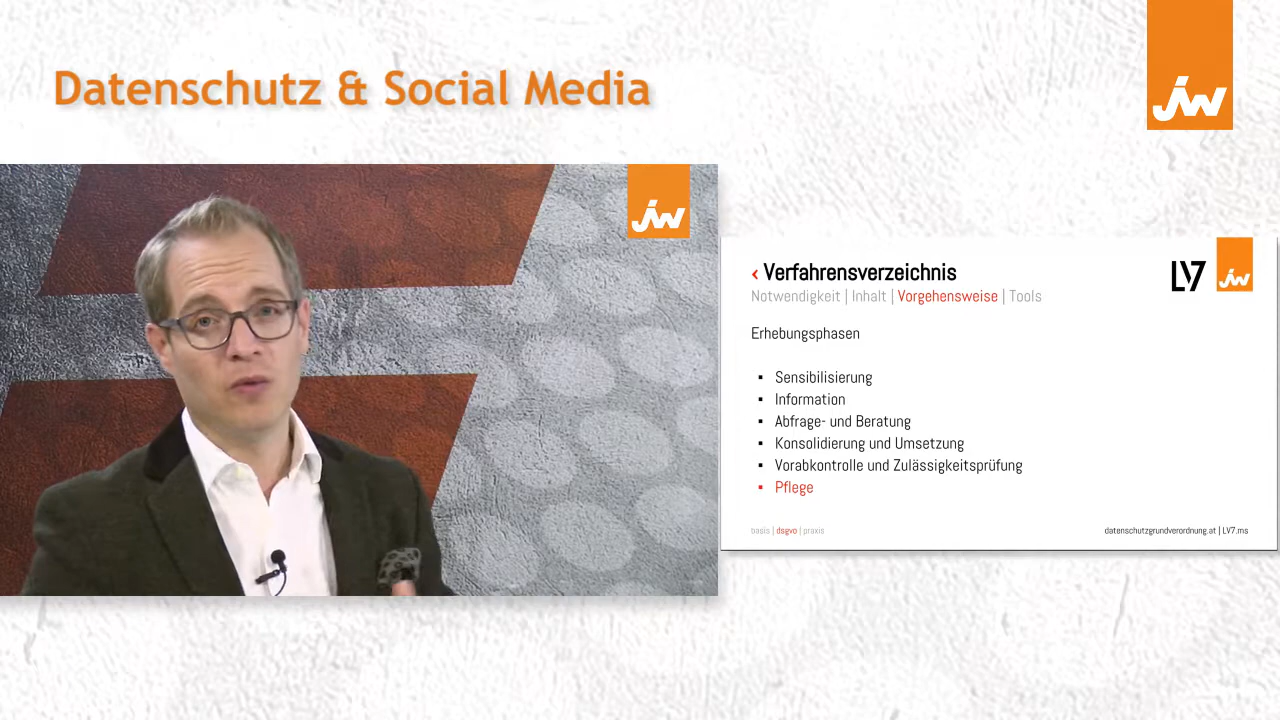 Datenschutz & Social Media
jw
jw
‹ Verfahrensverzeichnis
LV7
jw
Notwendigkeit | Inhalt | Vorgehensweise | Tools
Erhebungsphasen
▪ Sensibilisierung
▪ Information
▪ Abfrage- und Beratung
▪ Konsolidierung und Umsetzung
▪ Vorabkontrolle und Zulässigkeitsprüfung
▪ Pflege
basis | dsgvo | praxis
datenschutzgrundverordnung.at | LV7.ms